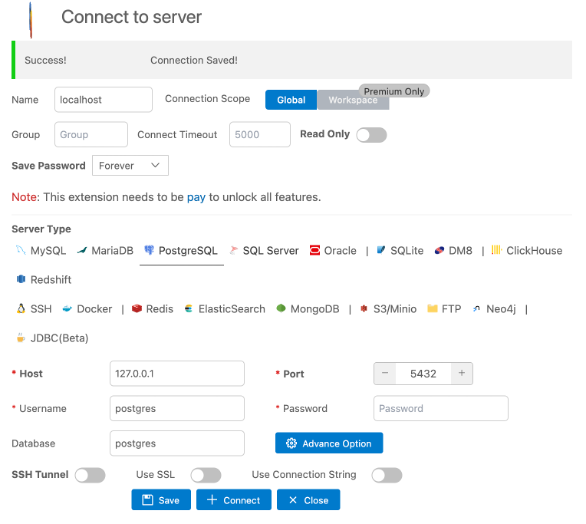 Connect to server
Success! Connection Saved!
Name localhost Connection Scope Global Workspace Premium Only
Group Group Connect Timeout 5000 Read Only
Save Password Forever
Note: This extension needs to be pay to unlock all features.
Server Type
MySQL MariaDB PostgreSQL SQL Server Oracle | SQLite DM8 | ClickHouse
Redshift
SSH Docker | Redis ElasticSearch MongoDB | S3/Minio FTP Neo4j |
JDBC(Beta)
* Host 127.0.0.1 * Port − 5432 +
* Username postgres * Password Password
Database postgres Advance Option
SSH Tunnel Use SSL Use Connection String
Save + Connect × Close